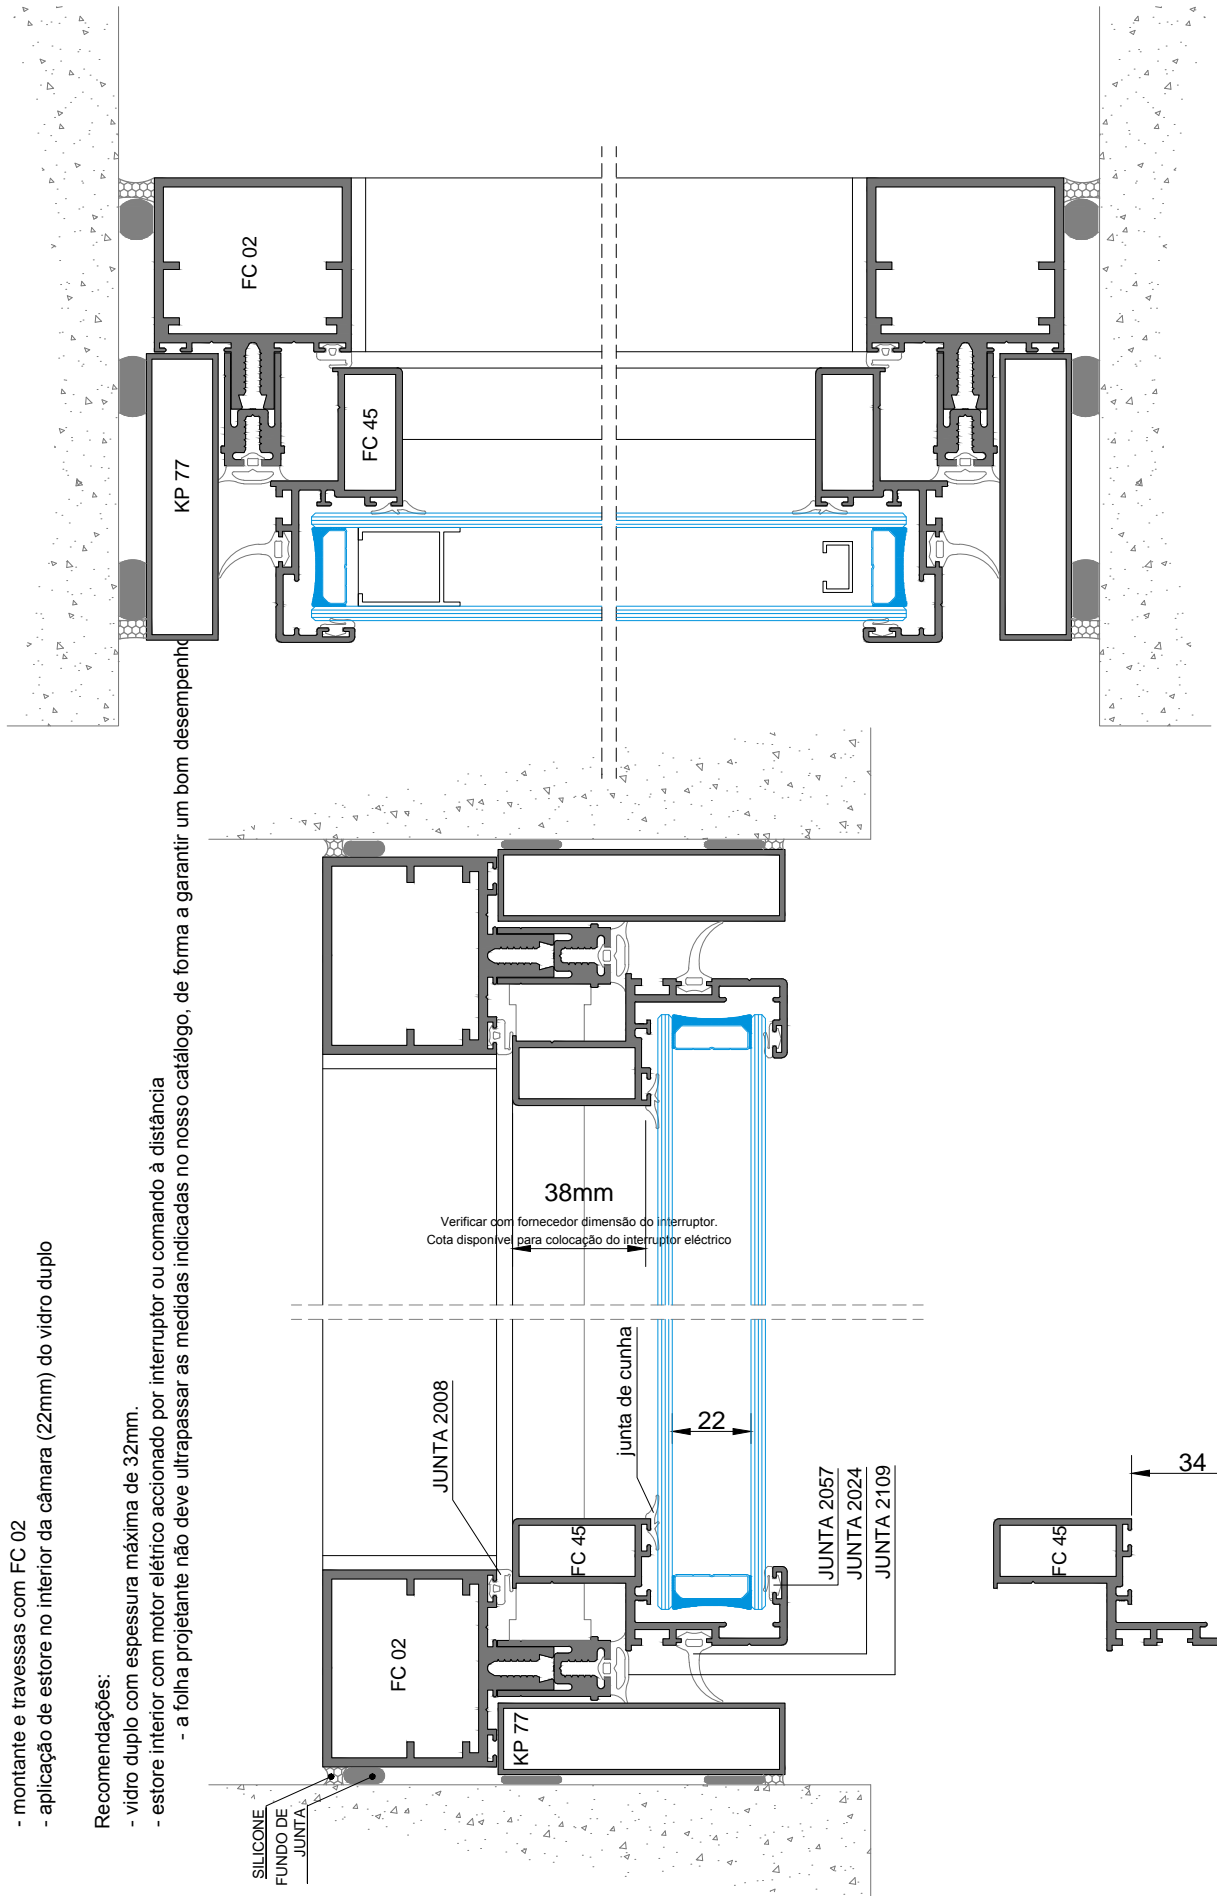 - montante e travessas com FC 02
- aplicação de estore no interior da câmara (22mm) do vidro duplo
Recomendações:
- vidro duplo com espessura máxima de 32mm.
- estore interior com motor elétrico accionado por interruptor ou comando à distância
- a folha projetante não deve ultrapassar as medidas indicadas no nosso catálogo, de forma a garantir um bom desempenho
FC 02
KP 77
FC 45
38mm
Verificar com fornecedor dimensão do interruptor.
Cota disponível para colocação do interruptor eléctrico
JUNTA 2008
junta de cunha
22
FC 45
FC 02
KP 77
JUNTA 2057
JUNTA 2024
JUNTA 2109
SILICONE
FUNDO DE
JUNTA
FC 45
34